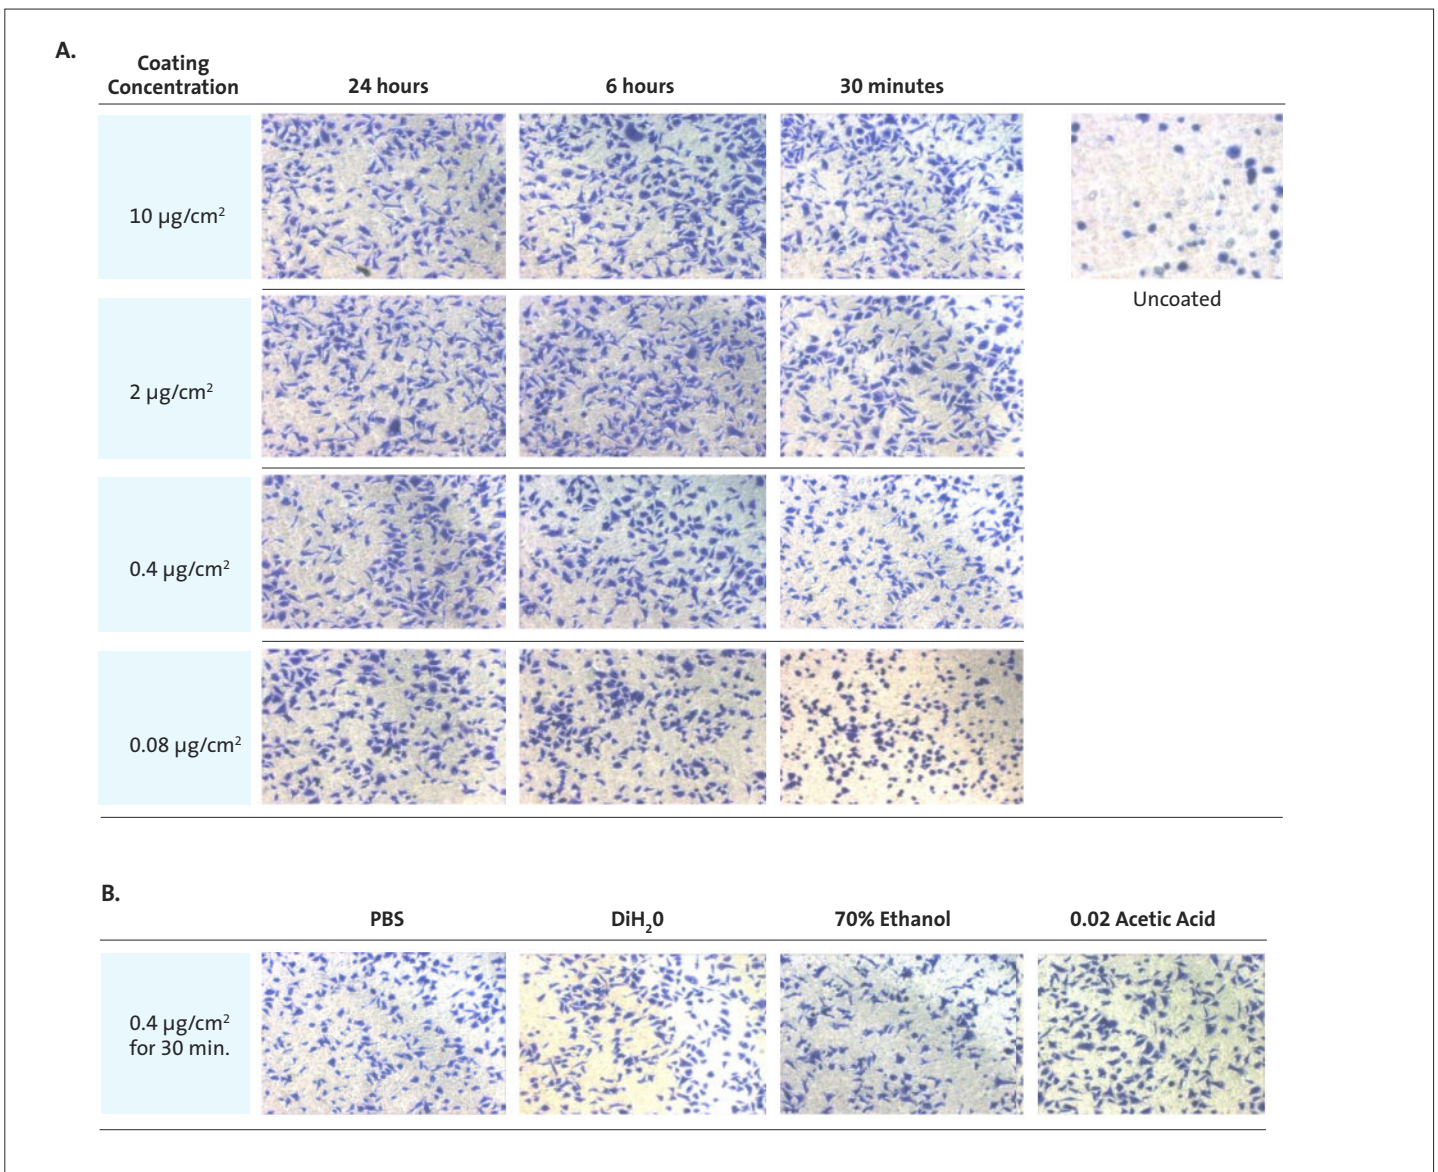 A.
Coating
Concentration
24 hours
6 hours
30 minutes
10 µg/cm²
Uncoated
2 µg/cm²
0.4 µg/cm²
0.08 µg/cm²
B.
PBS
DiH₂0
70% Ethanol
0.02 Acetic Acid
0.4 µg/cm²
for 30 min.